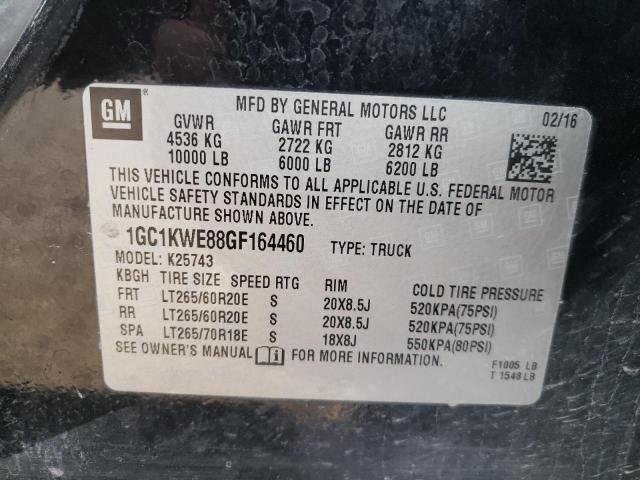 GM ®
MFD BY GENERAL MOTORS LLC 02/16
GVWR GAWR FRT GAWR RR
4536 KG 2722 KG 2812 KG
10000 LB 6000 LB 6200 LB
THIS VEHICLE CONFORMS TO ALL APPLICABLE U.S. FEDERAL MOTOR
VEHICLE SAFETY STANDARDS IN EFFECT ON THE DATE OF
MANUFACTURE SHOWN ABOVE.
1GC1KWE88GF164460 TYPE: TRUCK
MODEL: K25743
KBGH TIRE SIZE SPEED RTG RIM COLD TIRE PRESSURE
FRT LT265/60R20E S 20X8.5J 520KPA(75PSI)
RR LT265/60R20E S 20X8.5J 520KPA(75PSI)
SPA LT265/70R18E S 18X8J 550KPA(80PSI)
SEE OWNER'S MANUAL FOR MORE INFORMATION.
F1005 LB
T 1548 LB